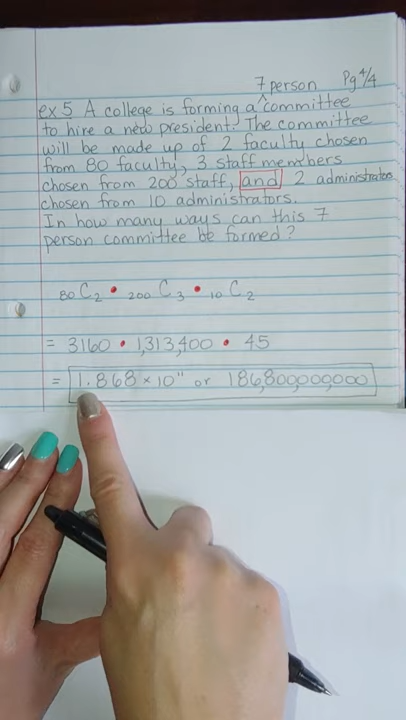 7 person Pg 4/4
ex 5 A college is forming a ^ committee
to hire a new president. The committee
will be made up of 2 faculty chosen
from 80 faculty, 3 staff members
chosen from 200 staff, and 2 administrators
chosen from 10 administrators.
In how many ways can this 7
person committee be formed?
₈₀C₂ • ₂₀₀C₃ • ₁₀C₂
= 3160 • 1,313,400 • 45
= 1.868 × 10¹¹ or 186,800,000,000